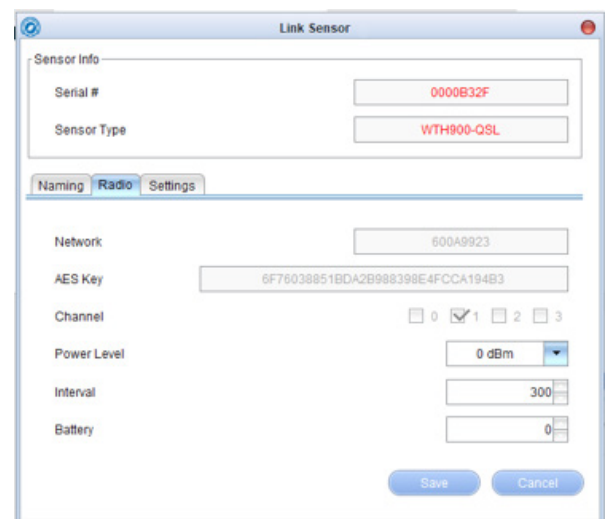 Link Sensor
Sensor Info
Serial # 0000B32F
Sensor Type WTH900-QSL
Naming Radio Settings
Network 600A9923
AES Key 6F76038851BDA2B988398E4FCCA194B3
Channel 0 1 2 3
Power Level 0 dBm
Interval 300
Battery 0
Save Cancel